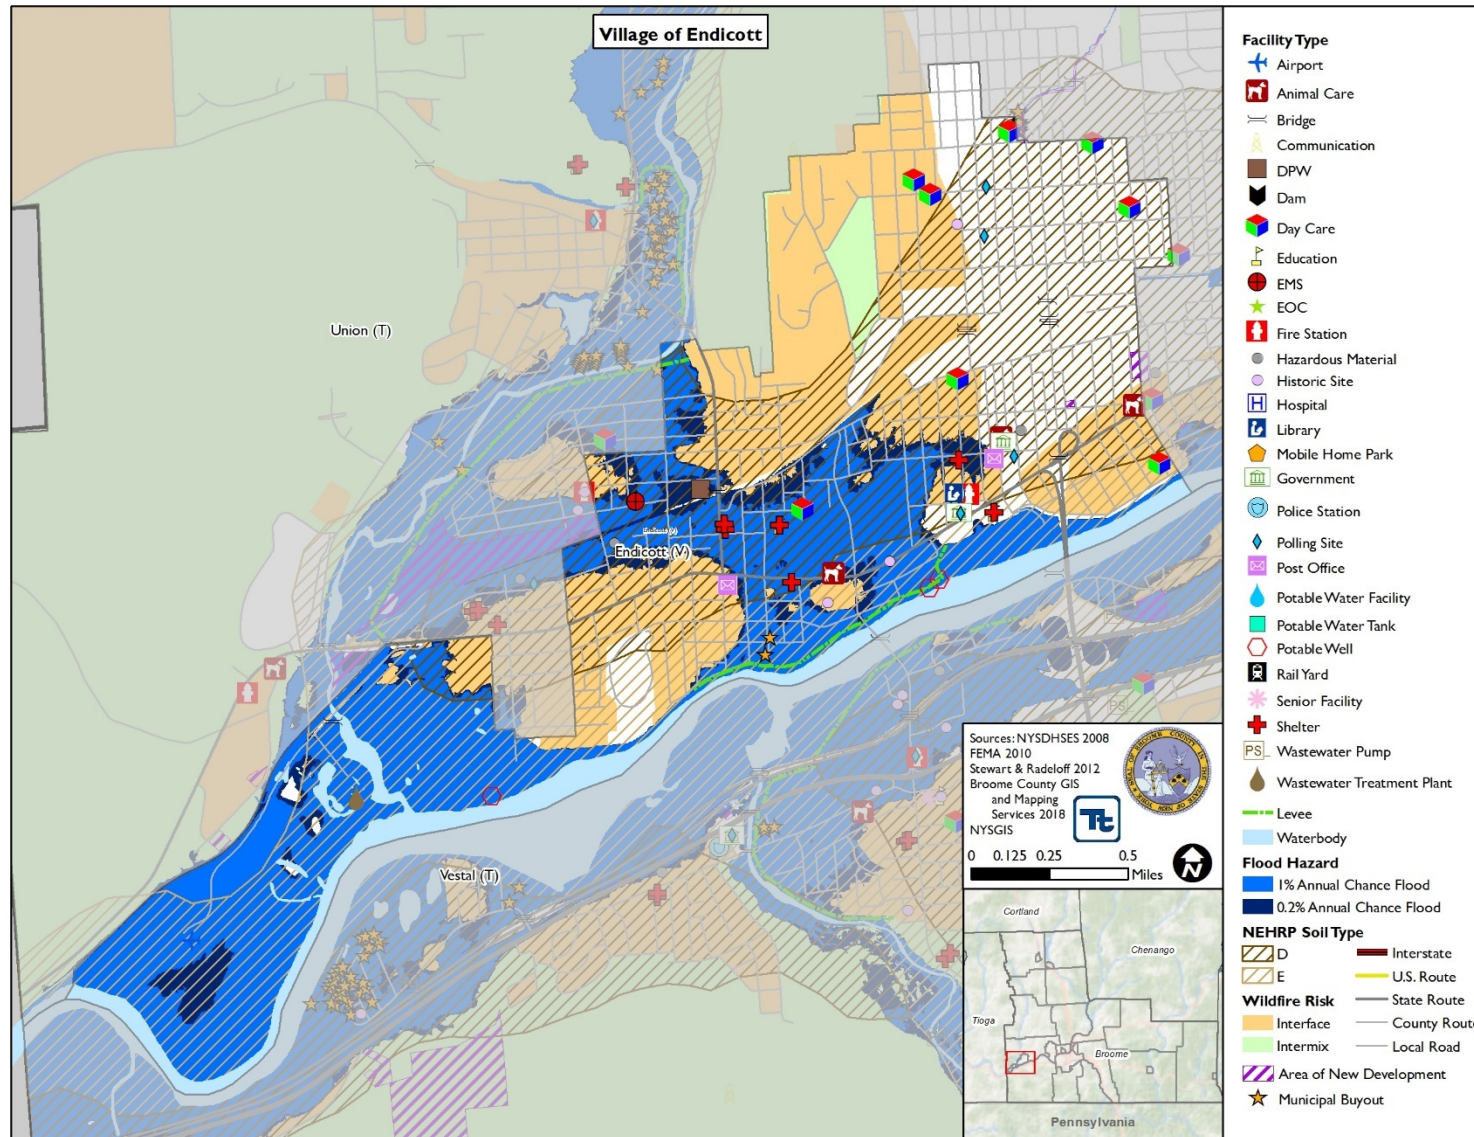 Village of Endicott
Union (T)
Endicott (V)
Endicott (V)
Vestal (T)
PS
PS
Sources: NYSDHSES 2008
FEMA 2010
Stewart & Radeloff 2012
Broome County GIS
and Mapping
Services 2018
NYSGIS
Tt
0 0.125 0.25 0.5
Miles
N
Cortland
Chenango
Tioga
Broome
Pennsylvania
Facility Type
Airport
Animal Care
Bridge
Communication
DPW
Dam
Day Care
Education
EMS
EOC
Fire Station
Hazardous Material
Historic Site
H Hospital
Library
Mobile Home Park
Government
Police Station
Polling Site
Post Office
Potable Water Facility
Potable Water Tank
Potable Well
Rail Yard
Senior Facility
Shelter
PS Wastewater Pump
Wastewater Treatment Plant
Levee
Waterbody
Flood Hazard
1% Annual Chance Flood
0.2% Annual Chance Flood
NEHRP Soil Type
D Interstate
E U.S. Route
Wildfire Risk State Route
Interface County Route
Intermix Local Road
Area of New Development
Municipal Buyout